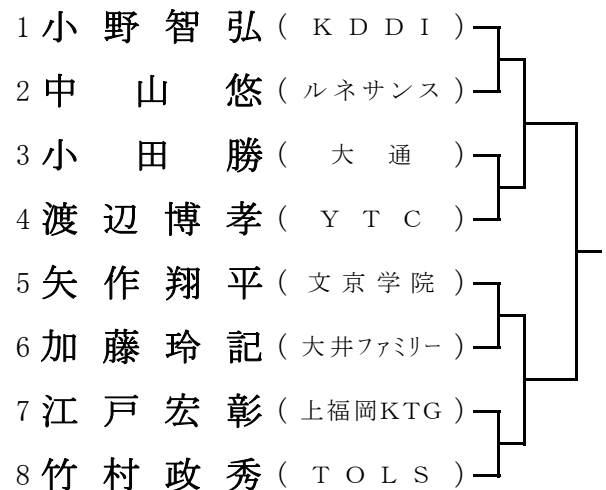 1 小野智弘 ( KDDI )
2 中山悠 ( ルネサンス )
3 小田勝 ( 大通 )
4 渡辺博孝 ( YTC )
5 矢作翔平 ( 文京学院 )
6 加藤玲記 ( 大井ファミリー )
7 江戸宏彰 ( 上福岡KTG )
8 竹村政秀 ( TOLS )